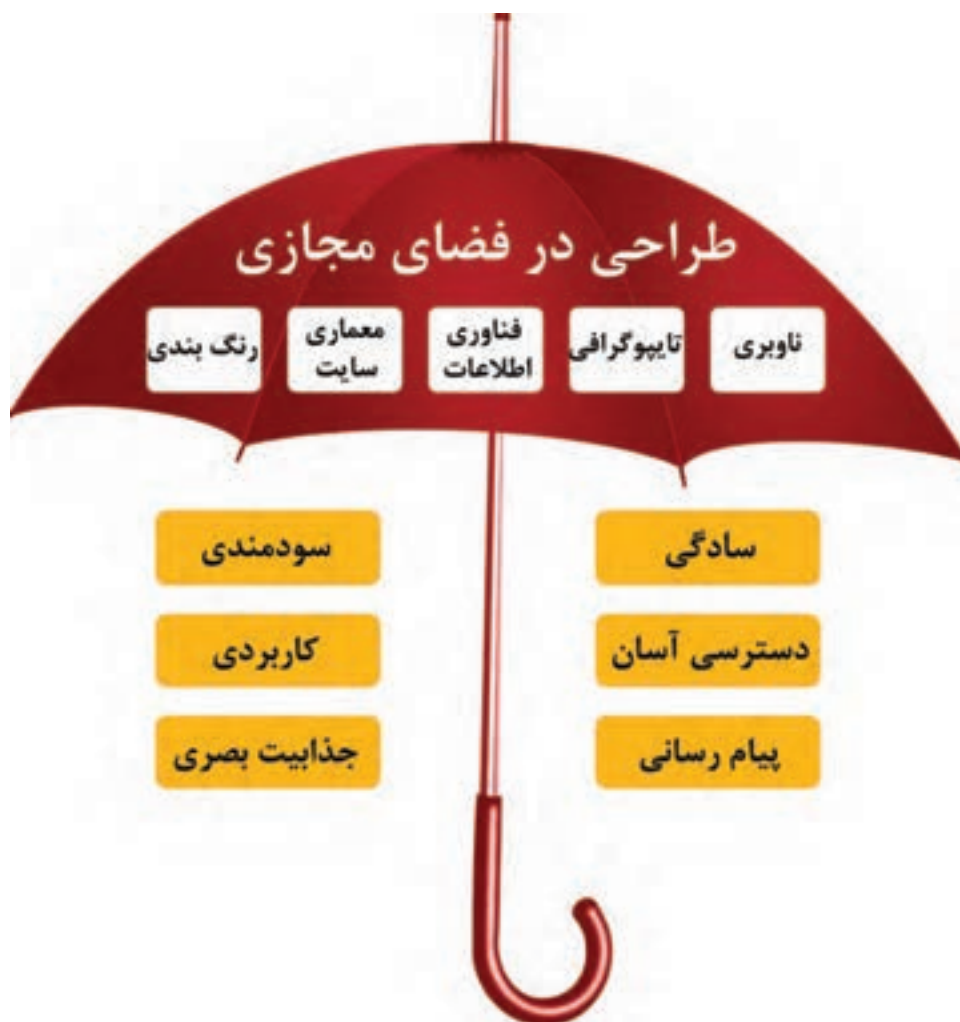 طراحی در فضای مجازی
ناوبری
تایپوگرافی
فناوری
اطلاعات
معماری
سایت
رنگ بندی
سادگی
سودمندی
دسترسی آسان
کاربردی
پیام رسانی
جذابیت بصری